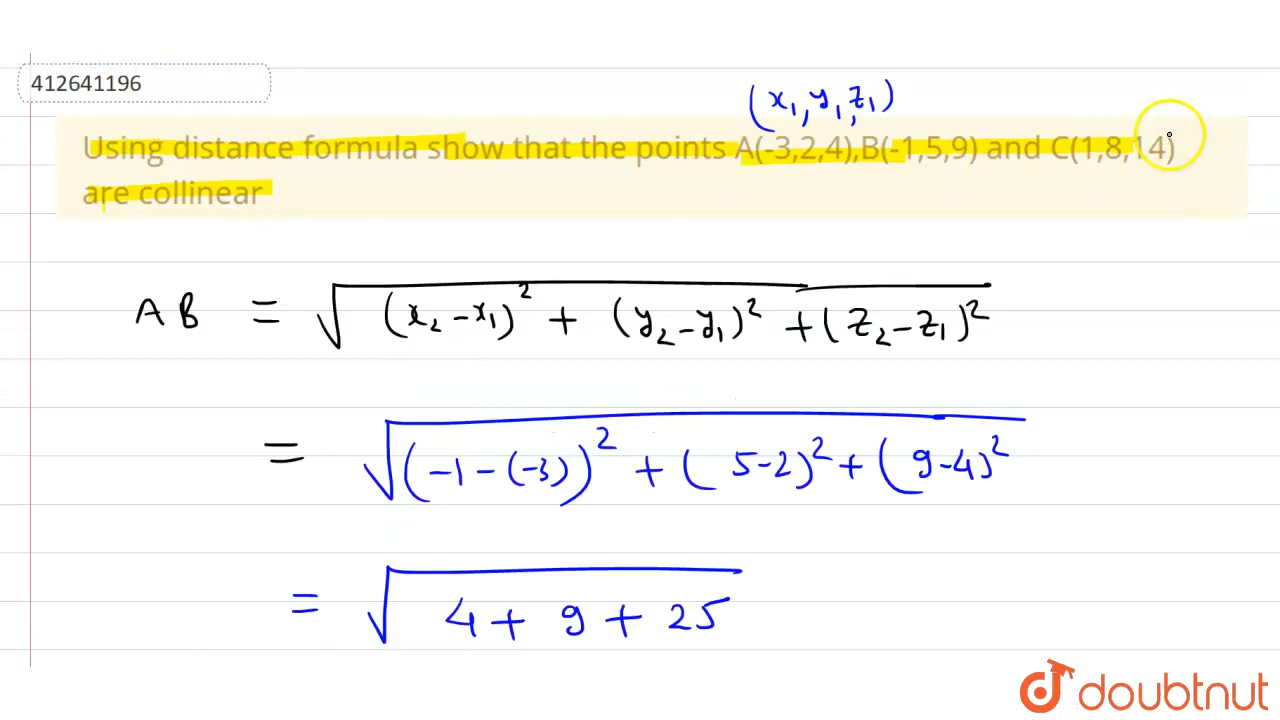 412641196
(x₁, y₁, z₁)
Using distance formula show that the points A(-3,2,4),B(-1,5,9) and C(1,8,14)
are collinear
AB = √((x₂-x₁)² + (y₂-y₁)² + (z₂-z₁)²)
= √((-1-(-3))² + (5-2)² + (9-4)²)
= √(4+9+25)
doubtnut